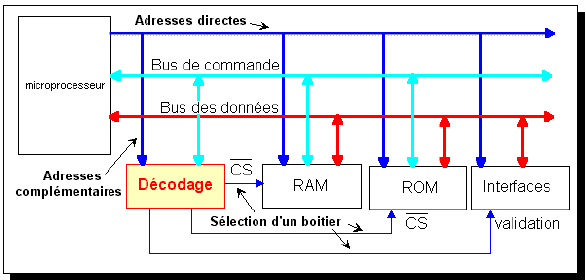 Adresses directes
Bus de commande
microprocesseur
Bus des données
Adresses
complémentaires
Décodage
CS
RAM
ROM
Interfaces
Sélection d'un boitier
CS
validation